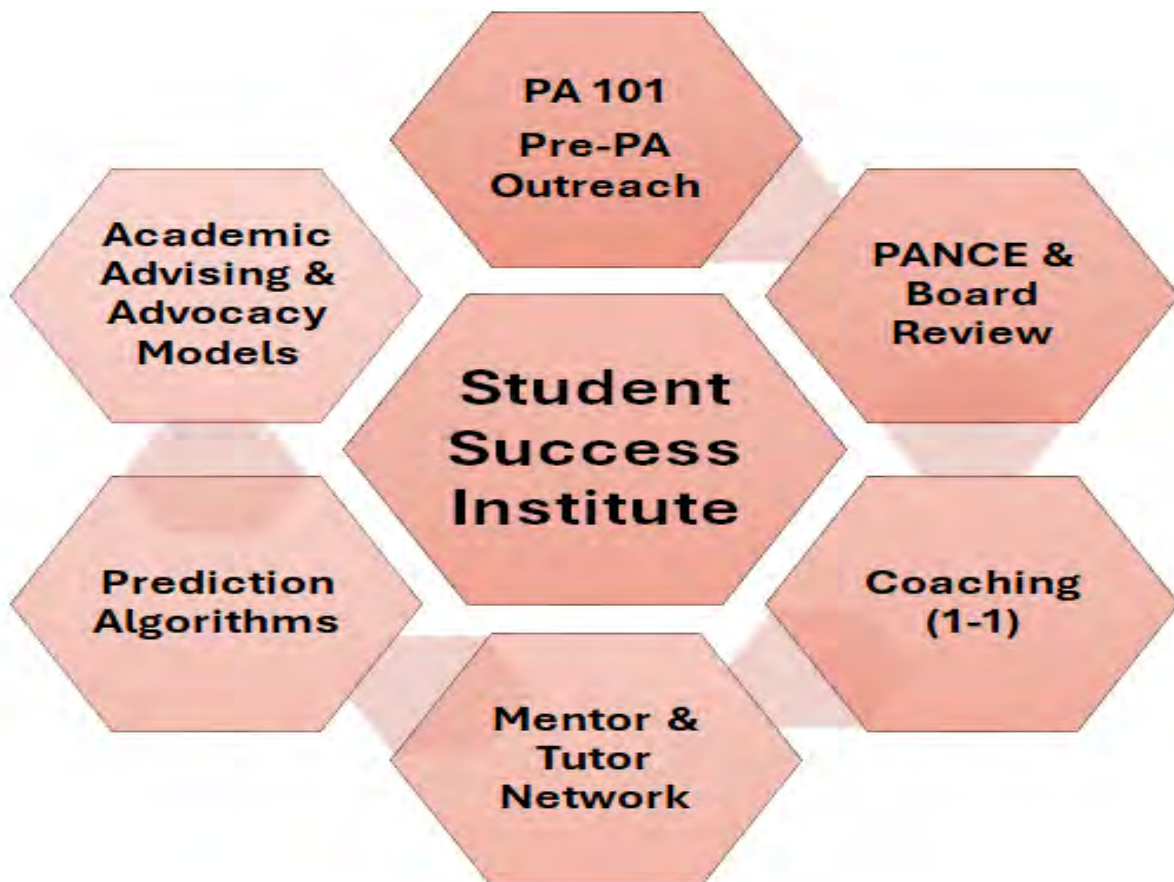 PA 101
Pre-PA
Outreach
PANCE &
Board
Review
Coaching
(1-1)
Mentor &
Tutor
Network
Prediction
Algorithms
Academic
Advising &
Advocacy
Models
Student
Success
Institute